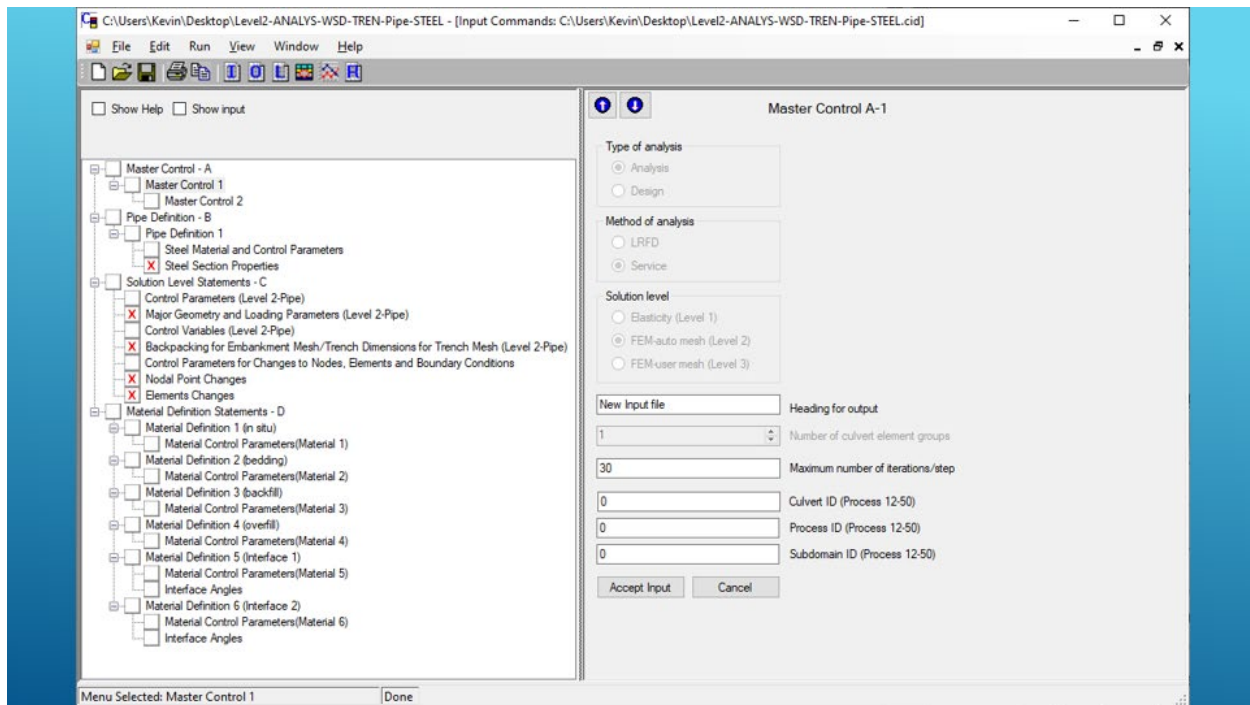 C:\Users\Kevin\Desktop\Level2-ANALYS-WSD-TREN-Pipe-STEEL - [Input Commands: C:\Users\Kevin\Desktop\Level2-ANALYS-WSD-TREN-Pipe-STEEL.cid]
File Edit Run View Window Help
Show Help Show input
Master Control - A
Master Control 1
Master Control 2
Pipe Definition - B
Pipe Definition 1
Steel Material and Control Parameters
X Steel Section Properties
Solution Level Statements - C
Control Parameters (Level 2-Pipe)
X Major Geometry and Loading Parameters (Level 2-Pipe)
Control Variables (Level 2-Pipe)
X Backpacking for Embankment Mesh/Trench Dimensions for Trench Mesh (Level 2-Pipe)
Control Parameters for Changes to Nodes, Elements and Boundary Conditions
X Nodal Point Changes
X Elements Changes
Material Definition Statements - D
Material Definition 1 (in situ)
Material Control Parameters(Material 1)
Material Definition 2 (bedding)
Material Control Parameters(Material 2)
Material Definition 3 (backfill)
Material Control Parameters(Material 3)
Material Definition 4 (overfill)
Material Control Parameters(Material 4)
Material Definition 5 (Interface 1)
Material Control Parameters(Material 5)
Interface Angles
Material Definition 6 (Interface 2)
Material Control Parameters(Material 6)
Interface Angles
Master Control A-1
Type of analysis
Analysis
Design
Method of analysis
LRFD
Service
Solution level
Elasticity (Level 1)
FEM-auto mesh (Level 2)
FEM-user mesh (Level 3)
New Input file Heading for output
1 Number of culvert element groups
30 Maximum number of iterations/step
0 Culvert ID (Process 12-50)
0 Process ID (Process 12-50)
0 Subdomain ID (Process 12-50)
Accept Input Cancel
Menu Selected: Master Control 1 Done